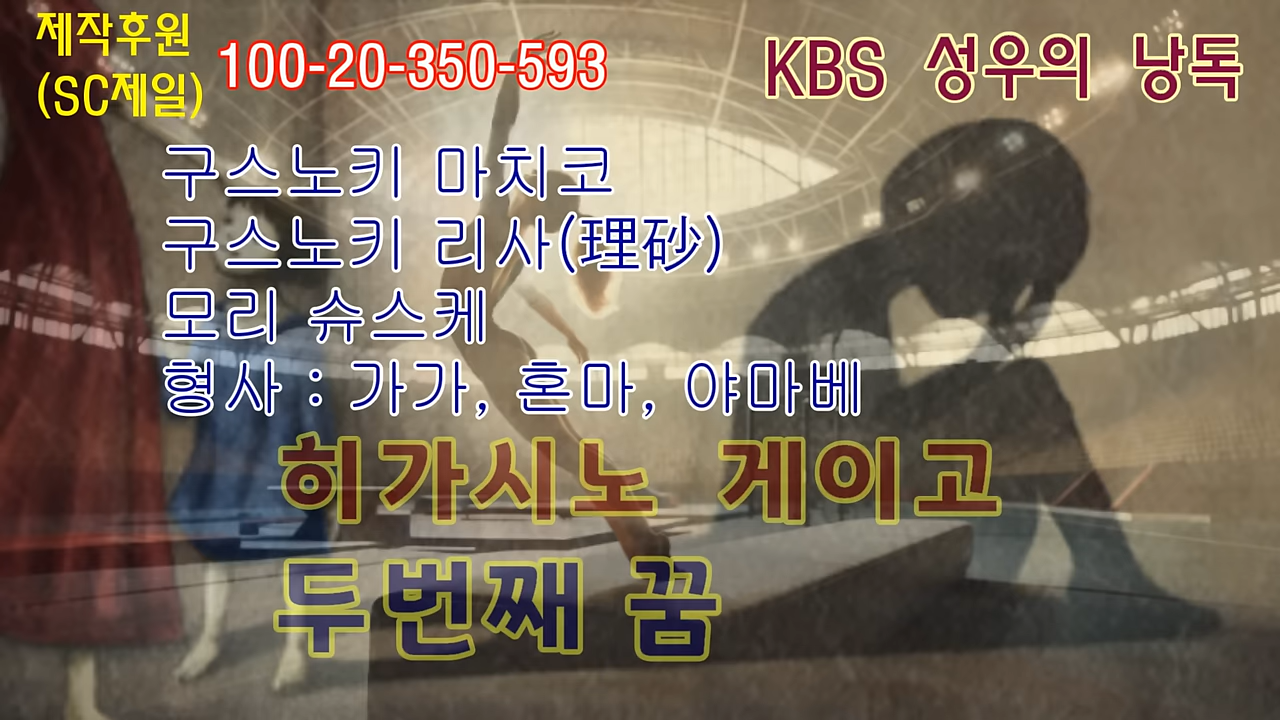 제작후원
(SC제일)
100-20-350-593
KBS 성우의 낭독
구스노키 마치코
구스노키 리사(理砂)
모리 슈스케
형사 : 가가, 혼마, 야마베
히가시노 게이고
두번째 꿈